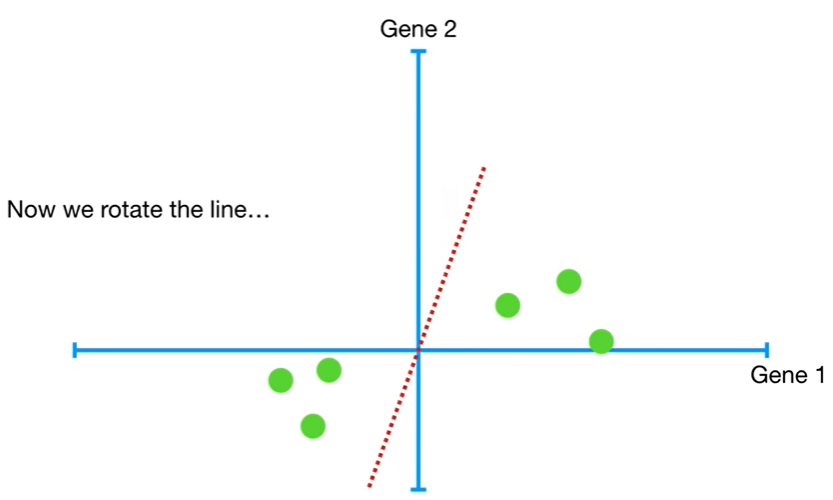 Gene 2
Now we rotate the line…
Gene 1